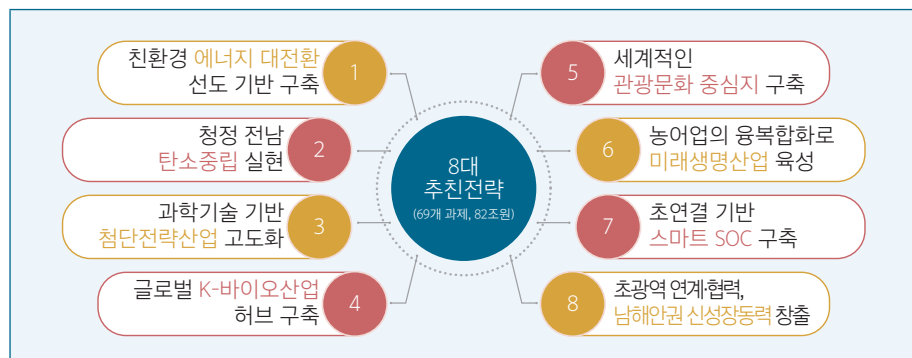 친환경 에너지 대전환
선도 기반 구축
1
청정 전남
탄소중립 실현
2
과학기술 기반
첨단전략산업 고도화
3
글로벌 K-바이오산업
허브 구축
4
8대
추진전략
(69개 과제, 82조원)
5
세계적인
관광문화 중심지 구축
6
농어업의 융복합화로
미래생명산업 육성
7
초연결 기반
스마트 SOC 구축
8
초광역 연계·협력,
남해안권 신성장동력 창출